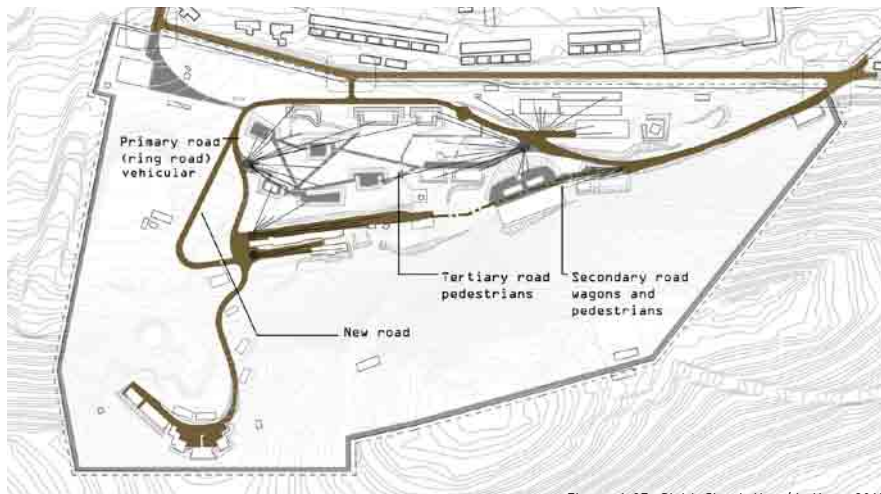 Primary road
(ring road)
vehicular
Tertiary road
pedestrians
Secondary road
wagons and
pedestrians
New road